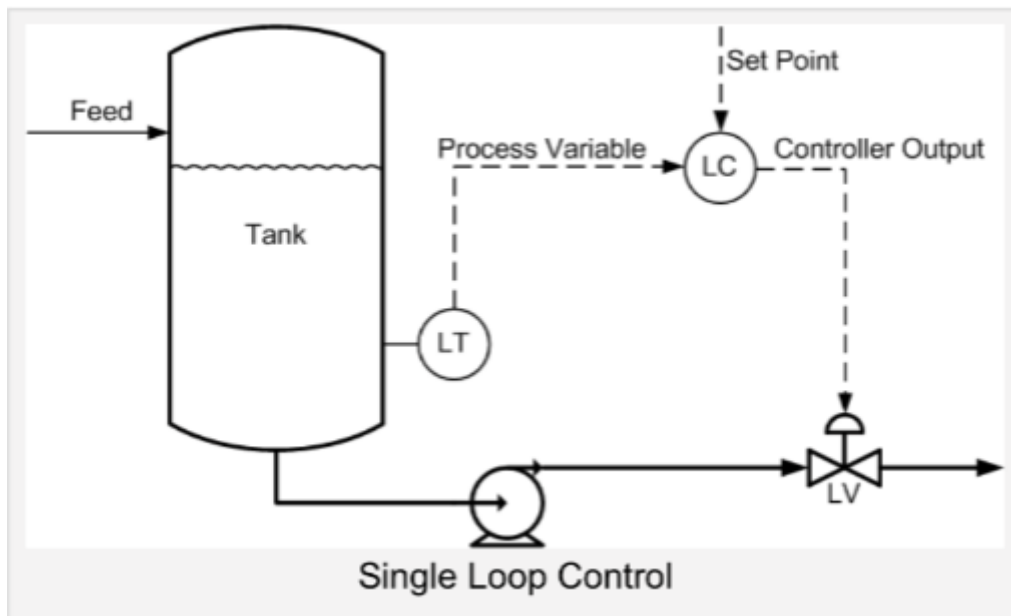 Set Point
Feed
Process Variable
LC
Controller Output
Tank
LT
LV
Single Loop Control